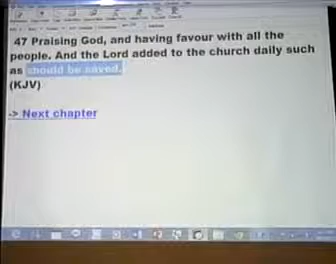 47 Praising God, and having favour with all the
people. And the Lord added to the church daily such
as should be saved.
(KJV)
-> Next chapter